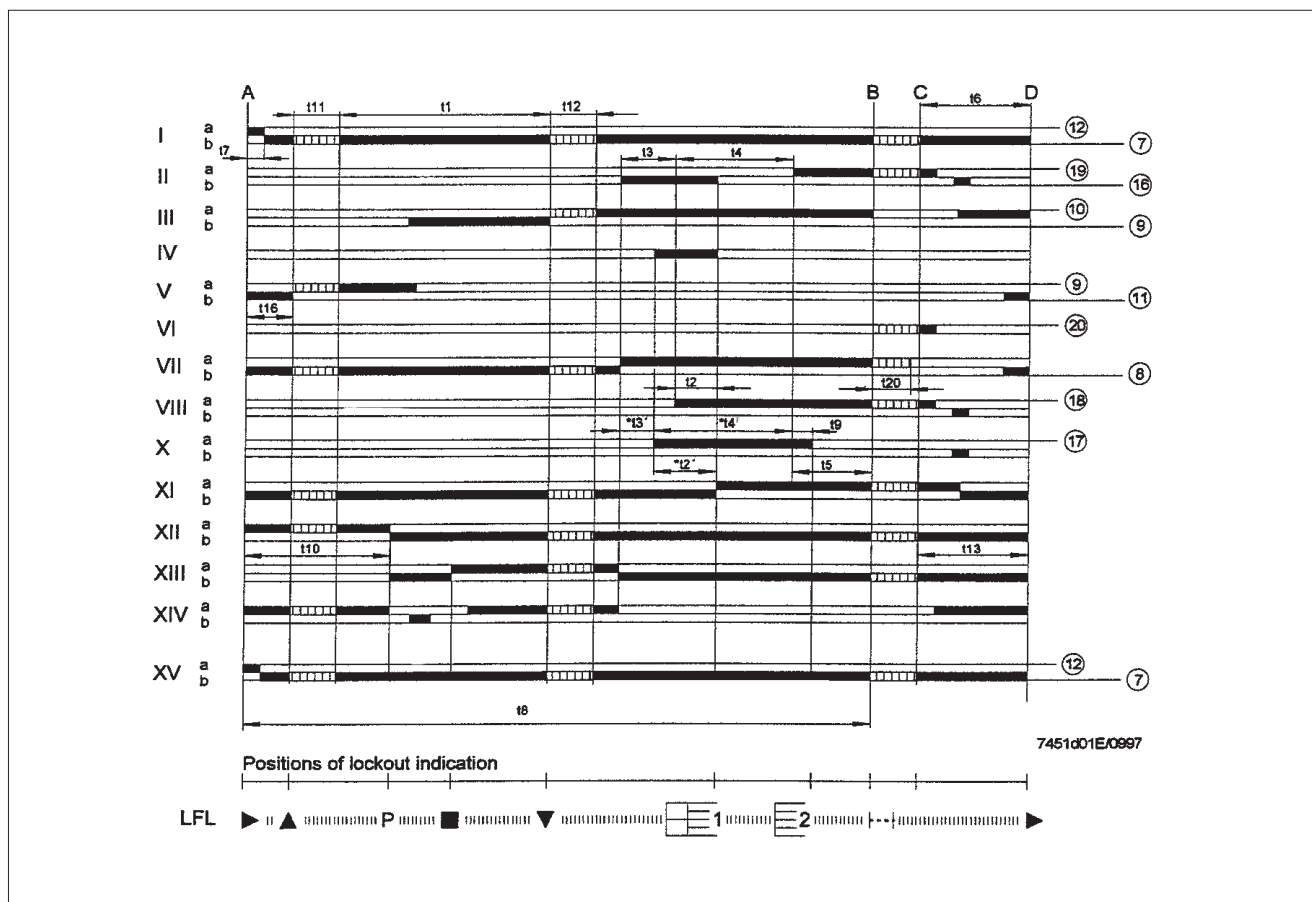 A B C D
t11 t1 t12 t6
I a b 12 7
t7 t3 t4
II a b 19 16
III a b 10 9
IV
V a b 9 11
t16
VI 20
VII a b 8
t2 t20
VIII a b 18
*t3´ *t4´ t9
X a b 17
*t2´ t5
XI a b
XII a b
t10 t13
XIII a b
XIV a b
XV a b 12 7
t8
7451d01E/0997
Positions of lockout indication
LFL P 1 2